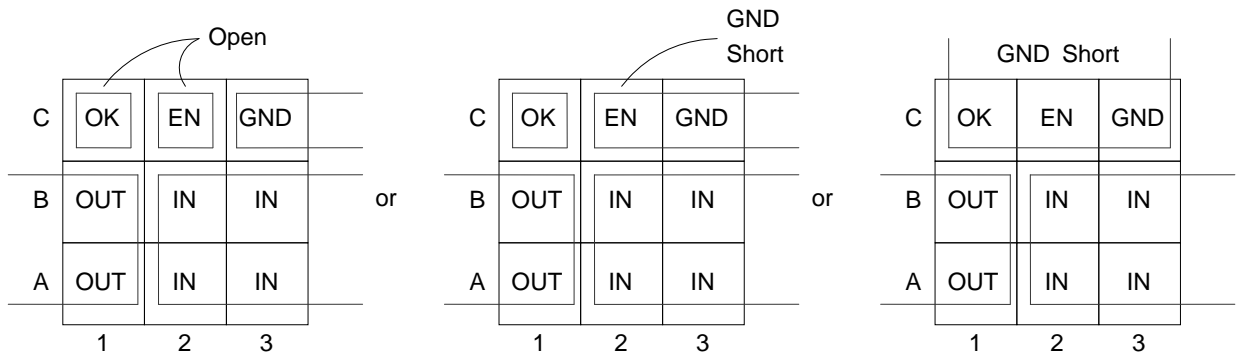 Open
C OK EN GND
B OUT IN IN
A OUT IN IN
1 2 3
or
GND
Short
C OK EN GND
B OUT IN IN
A OUT IN IN
1 2 3
or
GND Short
C OK EN GND
B OUT IN IN
A OUT IN IN
1 2 3